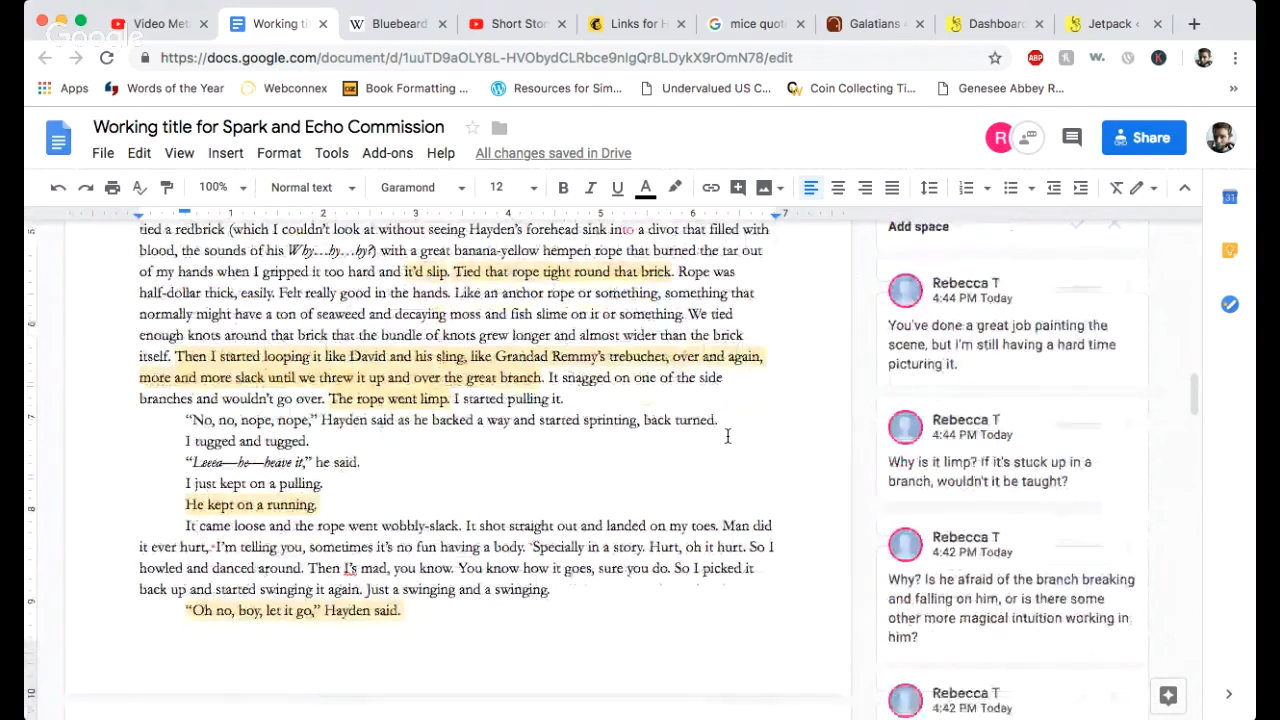 Video Met
Working ti
Bluebeard
Short Stor
Links for
mice quot
Galatians
Dashboard
Jetpack
Google
https://docs.google.com/document/d/1uuTD9aOLY8L-HVObydCLRbce9nIgQr8LDykX9rOmN78/edit
Apps
Words of the Year
Webconnex
Book Formatting ...
Resources for Sim...
Undervalued US C...
Coin Collecting Ti...
Genesee Abbey R...
Working title for Spark and Echo Commission
Share
File Edit View Insert Format Tools Add-ons Help All changes saved in Drive
100% Normal text Garamond 12
1 2 3 4 5 6 7
tied a redbrick (which I couldn't look at without seeing Hayden's forehead sink into a divot that filled with
blood, the sounds of his Why…by…by?) with a great banana-yellow hempen rope that burned the tar out
of my hands when I gripped it too hard and it'd slip. Tied that rope tight round that brick. Rope was
half-dollar thick, easily. Felt really good in the hands. Like an anchor rope or something, something that
normally might have a ton of seaweed and decaying moss and fish slime on it or something. We tied
enough knots around that brick that the bundle of knots grew longer and almost wider than the brick
itself. Then I started looping it like David and his sling, like Grandad Remmy's trebuchet, over and again,
more and more slack until we threw it up and over the great branch. It snagged on one of the side
branches and wouldn't go over. The rope went limp. I started pulling it.
“No, no, nope, nope,” Hayden said as he backed a way and started sprinting, back turned.
I tugged and tugged.
“Leeea—he—heave it,” he said.
I just kept on a pulling.
He kept on a running.
It came loose and the rope went wobbly-slack. It shot straight out and landed on my toes. Man did
it ever hurt, I'm telling you, sometimes it's no fun having a body. ‘Specially in a story. Hurt, oh it hurt. So I
howled and danced around. Then I's mad, you know. You know how it goes, sure you do. So I picked it
back up and started swinging it again. Just a swinging and a swinging.
“Oh no, boy, let it go,” Hayden said.
Add space
Rebecca T
4:44 PM Today
You've done a great job painting the
scene, but I'm still having a hard time
picturing it.
Rebecca T
4:44 PM Today
Why is it limp? If it's stuck up in a
branch, wouldn't it be taught?
Rebecca T
4:42 PM Today
Why? Is he afraid of the branch breaking
and falling on him, or is there some
other more magical intuition working in
him?
Rebecca T
4:42 PM Today